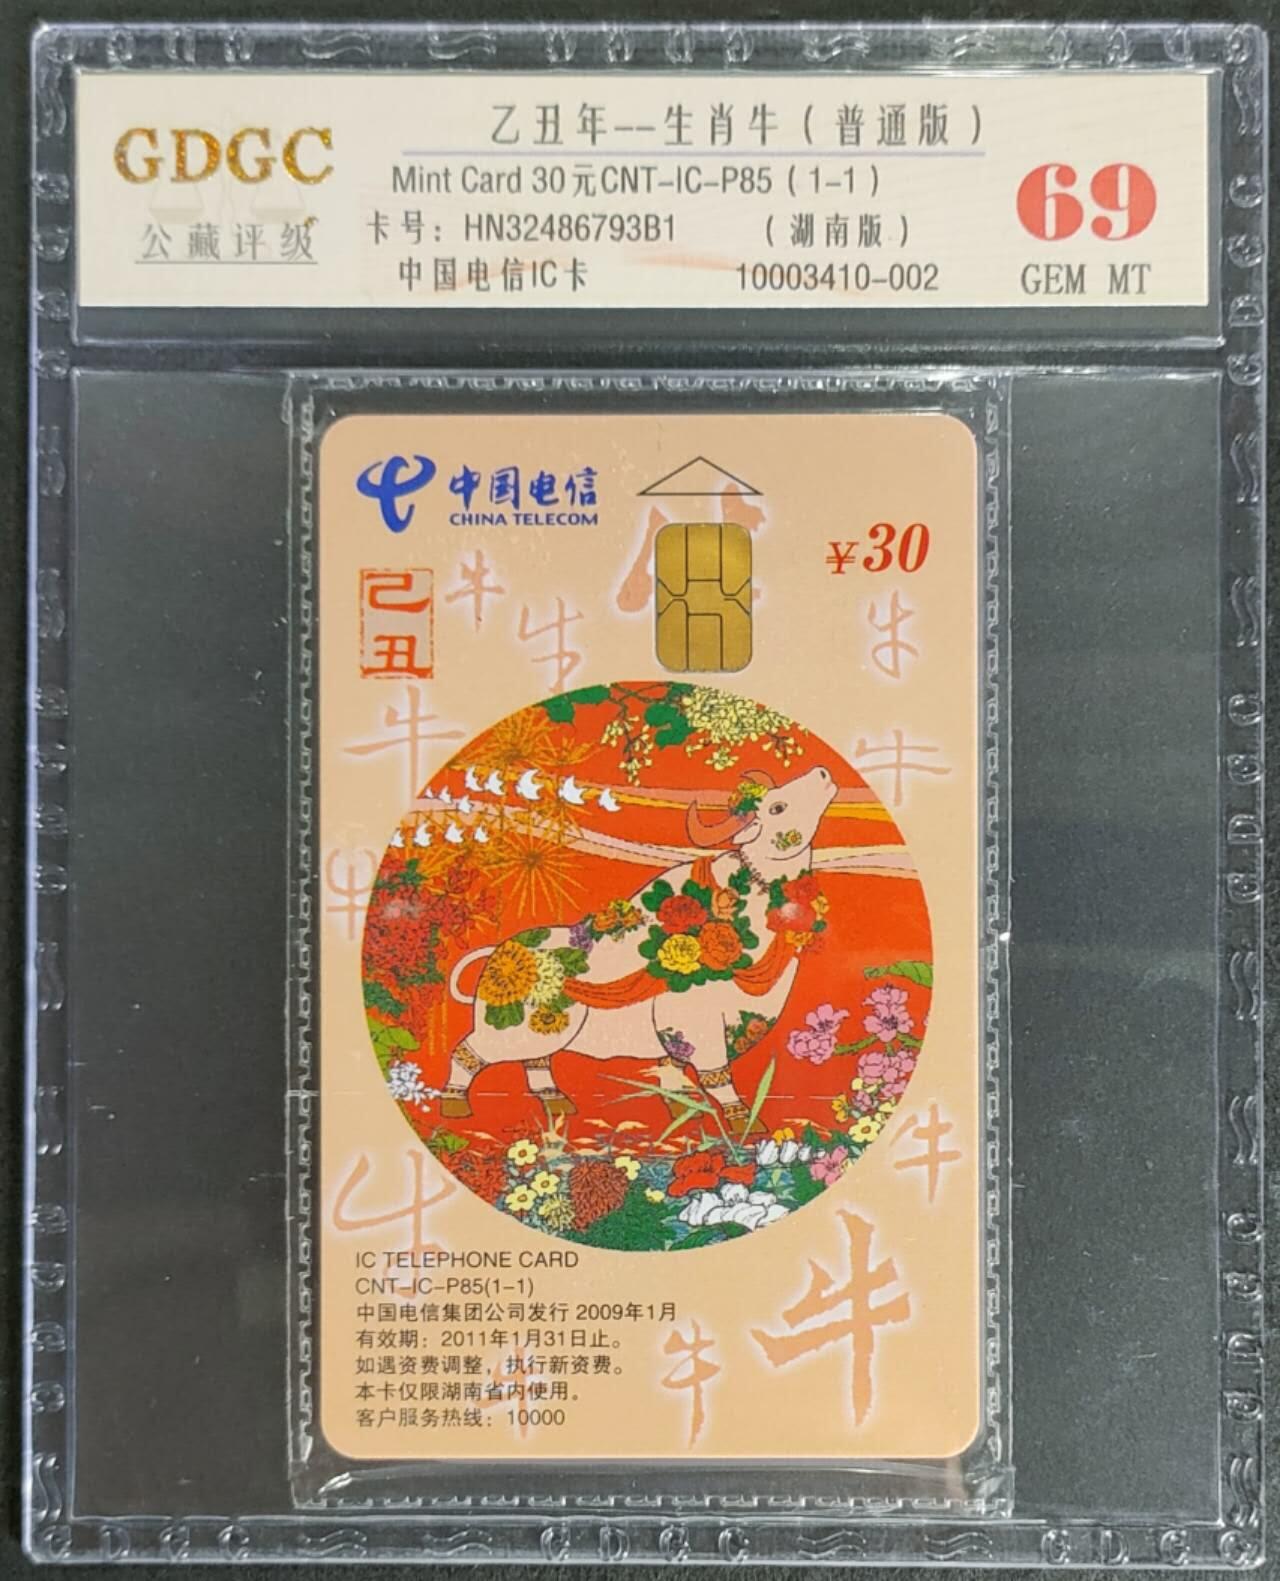 GDGC
公藏评级
乙丑年--生肖牛（普通版）
Mint Card 30元CNT-IC-P85（1-1）
卡号：HN32486793B1 （湖南版）
中国电信IC卡 10003410-002
69
GEM MT
中国电信
CHINA TELECOM
¥30
己丑
牛
牛
牛
牛
牛
牛
牛
牛
牛
牛
IC TELEPHONE CARD
CNT-IC-P85(1-1)
中国电信集团公司发行 2009年1月
有效期：2011年1月31日止。
如遇资费调整，执行新资费。
本卡仅限湖南省内使用。
客户服务热线：10000